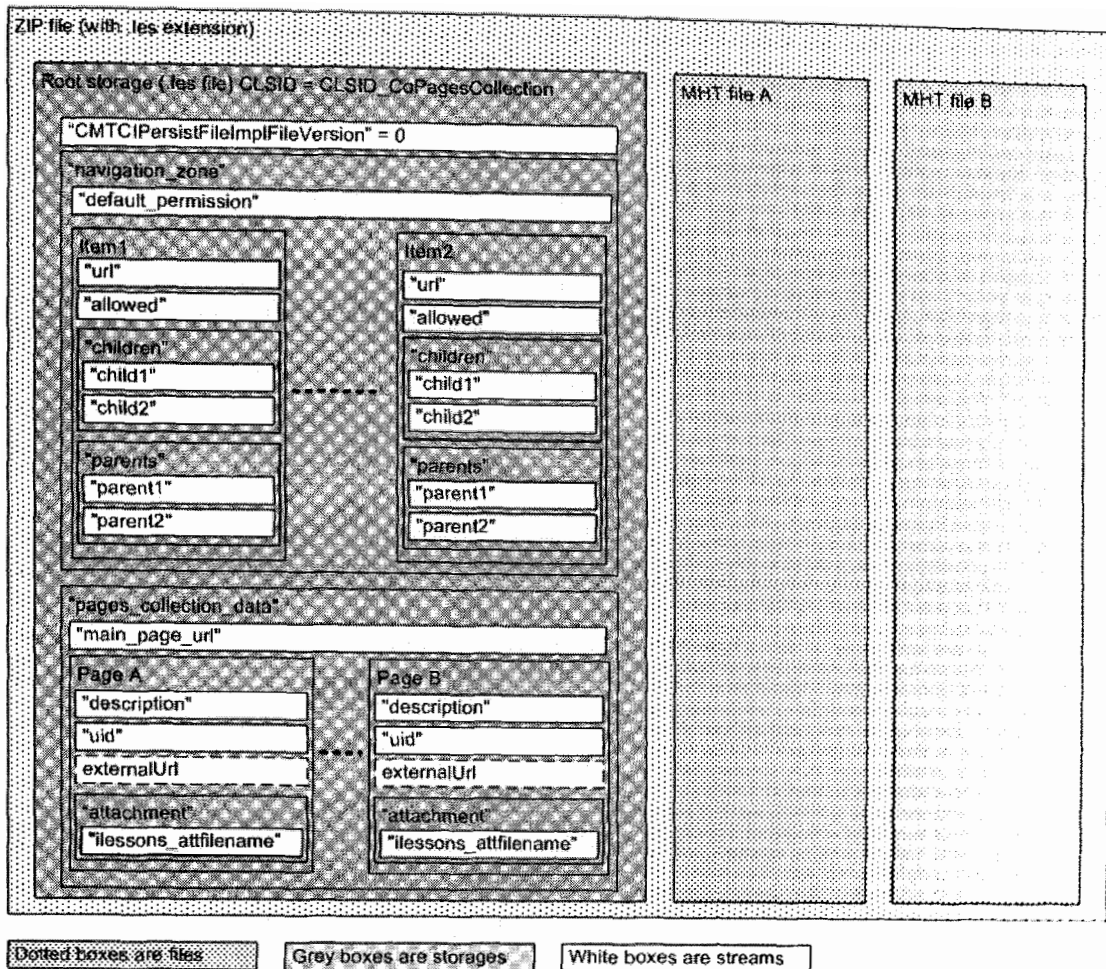 ZIP file (with .les extension)
Root storage (.les file) CLSID = CLSID_CoPagesCollection
"CMTCIPersistFileImplFileVersion" = 0
"navigation_zone"
"default_permission"
Item1
"url"
"allowed"
"children"
"child1"
"child2"
"parents"
"parent1"
"parent2"
Item2
"url"
"allowed"
"children"
"child1"
"child2"
"parents"
"parent1"
"parent2"
"pages_collection_data"
"main_page_url"
Page A
"description"
"uid"
externalUrl
"attachment"
"ilessons_attfilename"
Page B
"description"
"uid"
externalUrl
"attachment"
"ilessons_attfilename"
MHT file A
MHT file B
Dotted boxes are files
Grey boxes are storages
White boxes are streams